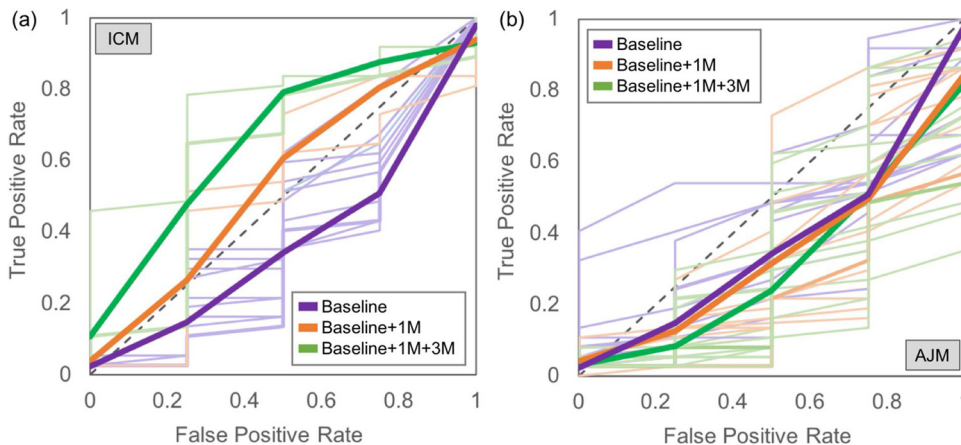 (a)
ICM
True Positive Rate
1
0.8
0.6
0.4
0.2
0
Baseline
Baseline+1M
Baseline+1M+3M
0 0.2 0.4 0.6 0.8 1
False Positive Rate
(b)
Baseline
Baseline+1M
Baseline+1M+3M
True Positive Rate
1
0.8
0.6
0.4
0.2
0
AJM
0 0.2 0.4 0.6 0.8 1
False Positive Rate